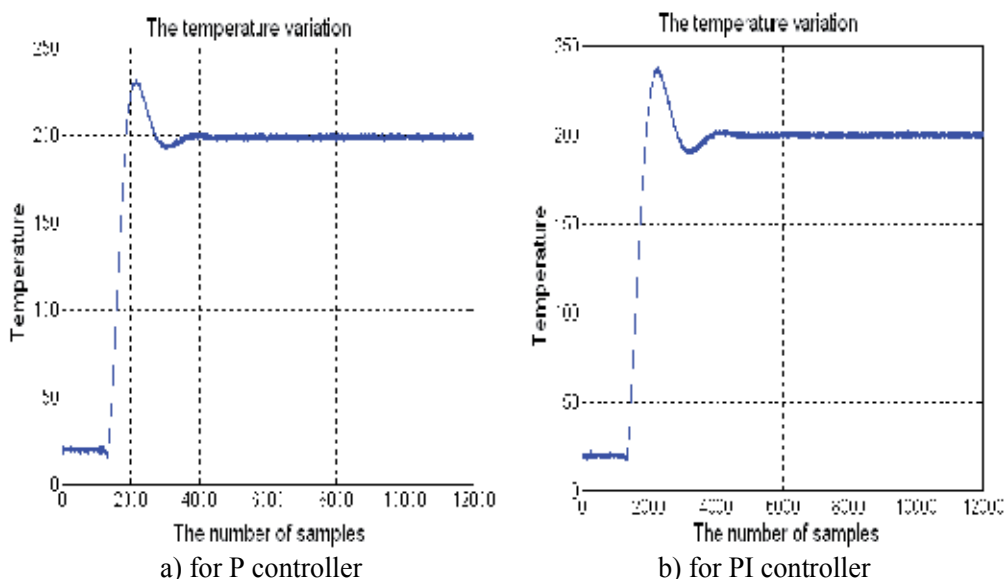 The temperature variation
250
200
150
100
50
0
Temperature
0 2000 4000 6000 8000 10000 12000
The number of samples
a) for P controller
The temperature variation
250
200
150
100
50
0
Temperature
0 2000 4000 6000 8000 10000 12000
The number of samples
b) for PI controller